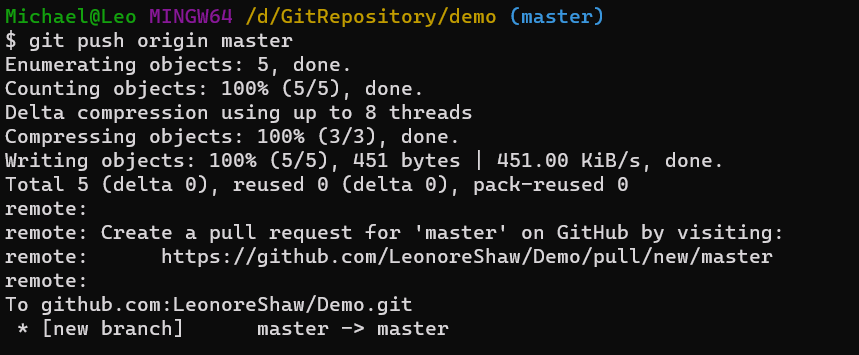 Michael@Leo MINGW64 /d/GitRepository/demo (master)
$ git push origin master
Enumerating objects: 5, done.
Counting objects: 100% (5/5), done.
Delta compression using up to 8 threads
Compressing objects: 100% (3/3), done.
Writing objects: 100% (5/5), 451 bytes | 451.00 KiB/s, done.
Total 5 (delta 0), reused 0 (delta 0), pack-reused 0
remote:
remote: Create a pull request for 'master' on GitHub by visiting:
remote:      https://github.com/LeonoreShaw/Demo/pull/new/master
remote:
To github.com:LeonoreShaw/Demo.git
 * [new branch]      master -> master